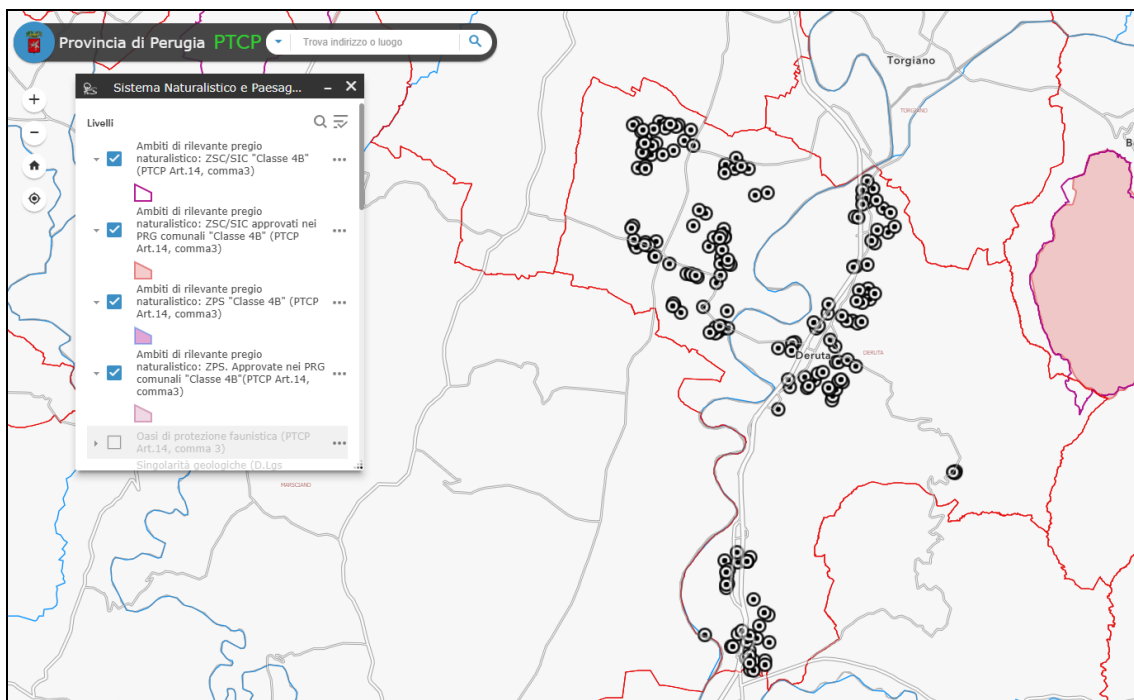 Provincia di Perugia PTCP
Trova indirizzo o luogo
Sistema Naturalistico e Paesag...
Livelli
Ambiti di rilevante pregio
naturalistico: ZSC/SIC "Classe 4B"
(PTCP Art.14, comma3)
Ambiti di rilevante pregio
naturalistico: ZSC/SIC approvati nei
PRG comunali "Classe 4B" (PTCP
Art.14, comma3)
Ambiti di rilevante pregio
naturalistico: ZPS "Classe 4B" (PTCP
Art.14, comma3)
Ambiti di rilevante pregio
naturalistico: ZPS. Approvate nei PRG
comunali "Classe 4B"(PTCP Art.14,
comma3)
Oasi di protezione faunistica (PTCP
Art.14, comma 3)
Singolarità geologiche (D.Lgs
Torgiano
TORGIANO
Deruta
DERUTA
MARSCIANO